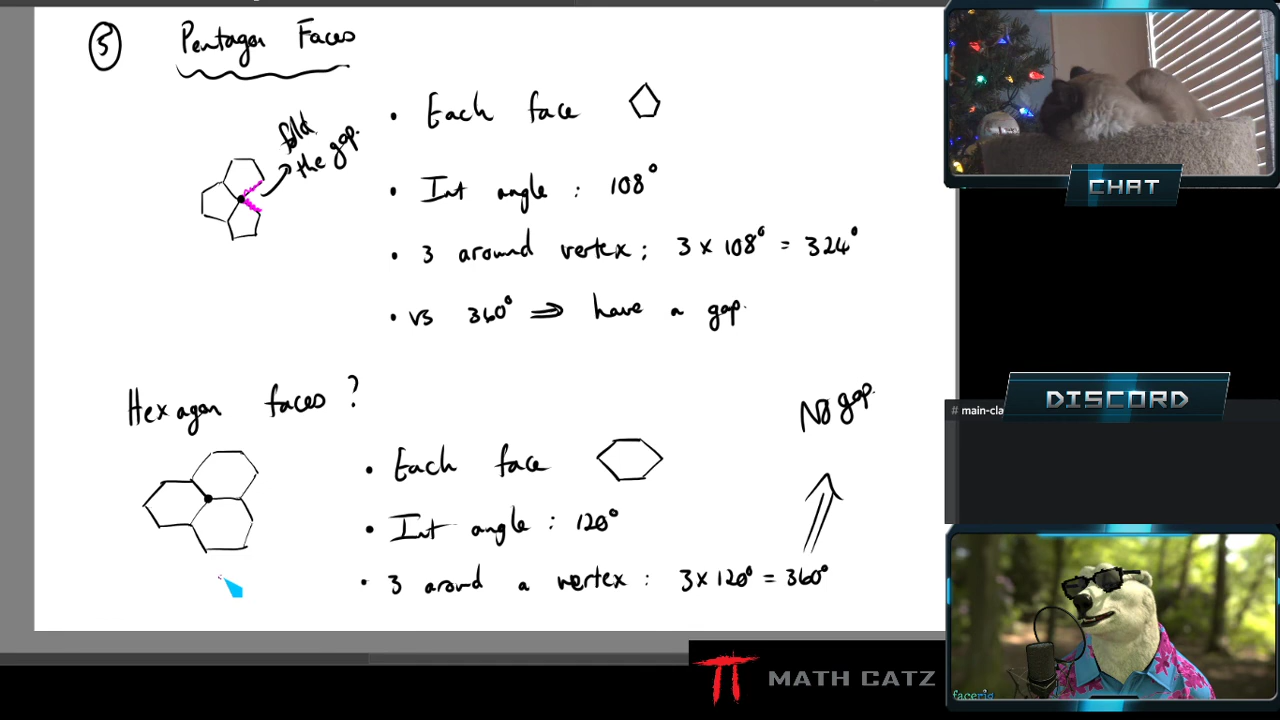 5 Pentagon Faces
fold
the gap.
• Each face
• Int angle : 108°
• 3 around vertex; 3 x 108° = 324°
• vs 360° ⇒ have a gap.
Hexagon faces ?
No gap.
• Each face
• Int angle : 120°
• 3 around a vertex : 3 x 120° = 360°
CHAT
DISCORD
# main-cla
MATH CATZ
facerig